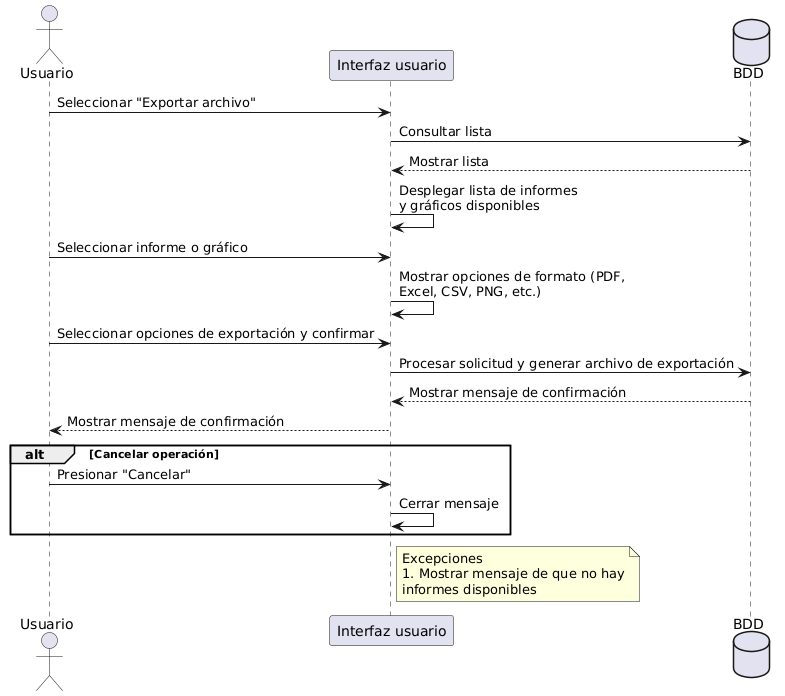 Usuario
Interfaz usuario
BDD
Seleccionar "Exportar archivo"
Consultar lista
Mostrar lista
Desplegar lista de informes
y gráficos disponibles
Seleccionar informe o gráfico
Mostrar opciones de formato (PDF,
Excel, CSV, PNG, etc.)
Seleccionar opciones de exportación y confirmar
Procesar solicitud y generar archivo de exportación
Mostrar mensaje de confirmación
Mostrar mensaje de confirmación
alt [Cancelar operación]
Presionar "Cancelar"
Cerrar mensaje
Excepciones
1. Mostrar mensaje de que no hay
informes disponibles
Usuario
Interfaz usuario
BDD